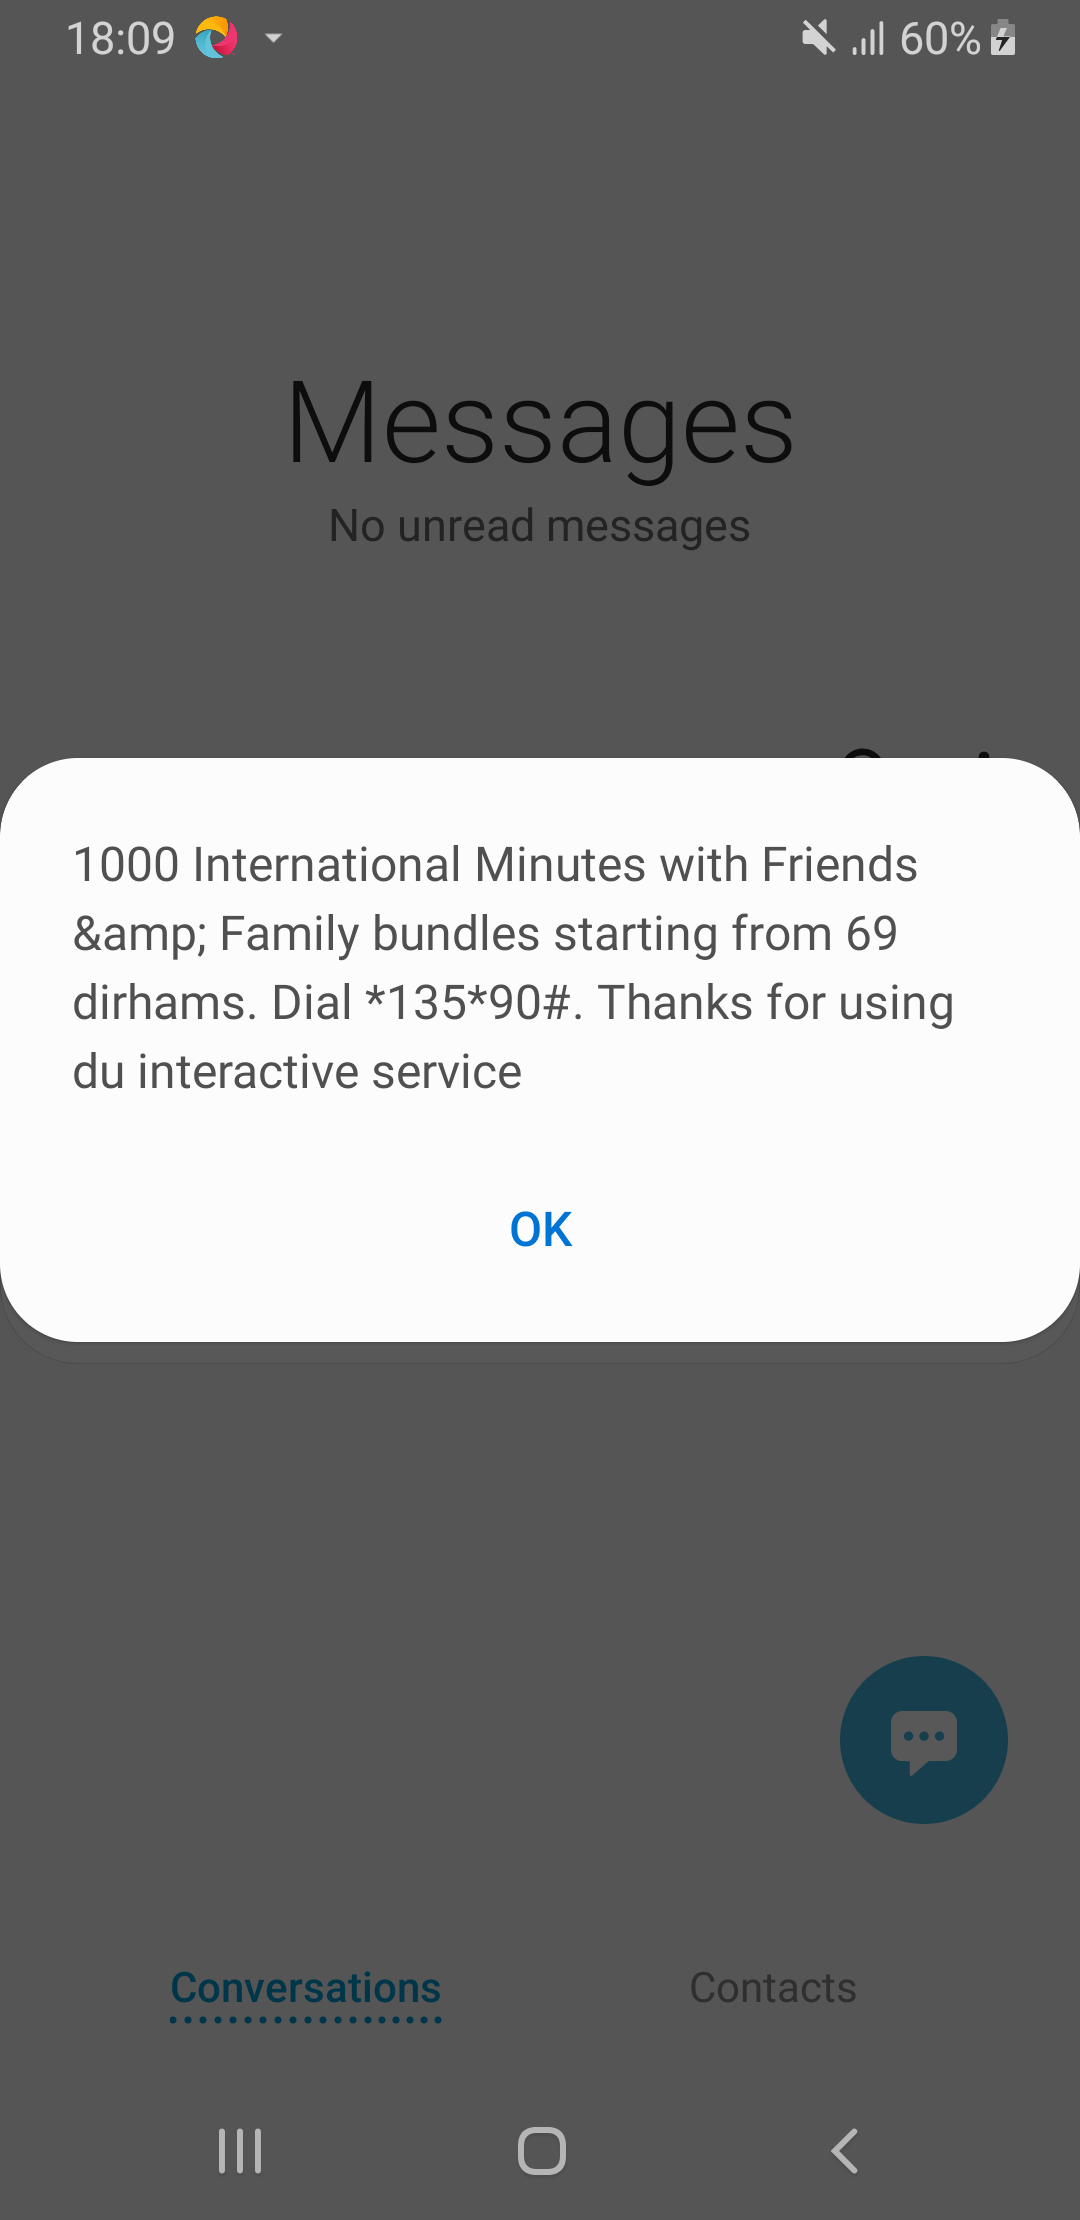 18:09
60%
Messages
No unread messages
1000 International Minutes with Friends
&amp; Family bundles starting from 69
dirhams. Dial *135*90#. Thanks for using
du interactive service
OK
Conversations
Contacts